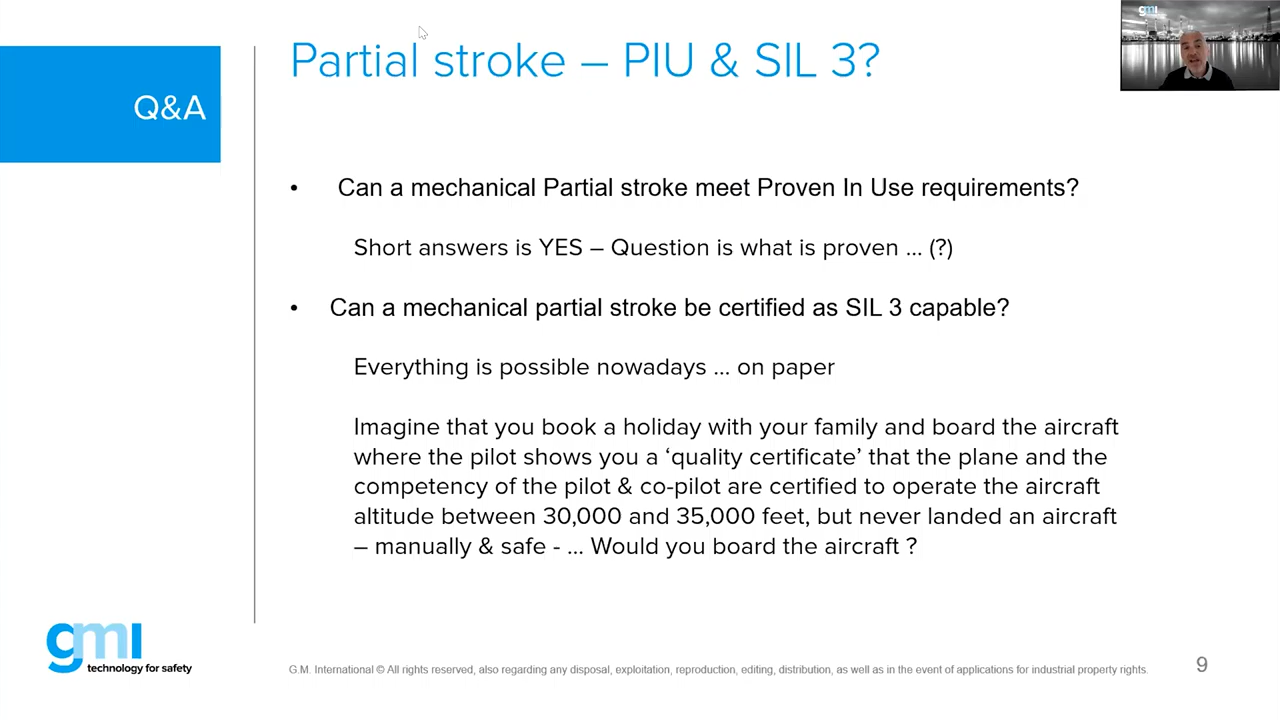 Partial stroke – PIU & SIL 3?
gmi
Q&A
• Can a mechanical Partial stroke meet Proven In Use requirements?
Short answers is YES – Question is what is proven ... (?)
• Can a mechanical partial stroke be certified as SIL 3 capable?
Everything is possible nowadays ... on paper
Imagine that you book a holiday with your family and board the aircraft
where the pilot shows you a ‘quality certificate’ that the plane and the
competency of the pilot & co-pilot are certified to operate the aircraft
altitude between 30,000 and 35,000 feet, but never landed an aircraft
– manually & safe - ... Would you board the aircraft ?
gmi
technology for safety
G.M. International © All rights reserved, also regarding any disposal, exploitation, reproduction, editing, distribution, as well as in the event of applications for industrial property rights.
9